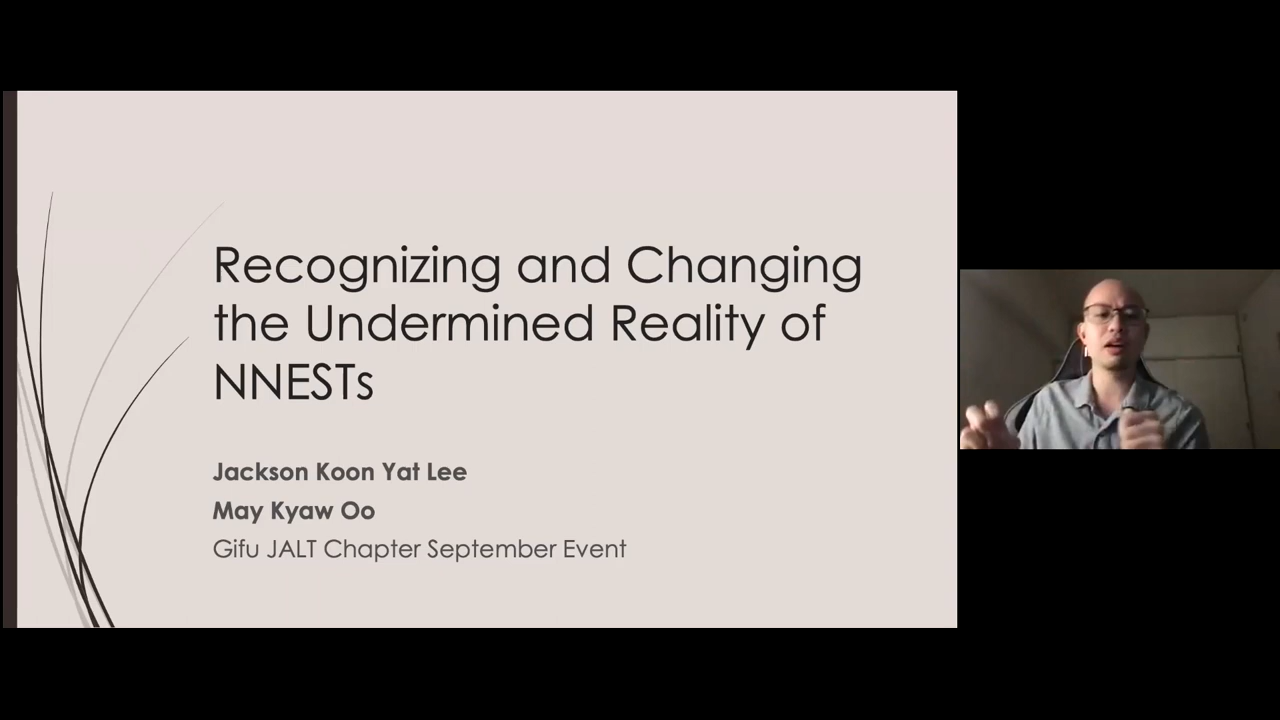 Recognizing and Changing
the Undermined Reality of
NNESTs
Jackson Koon Yat Lee
May Kyaw Oo
Gifu JALT Chapter September Event